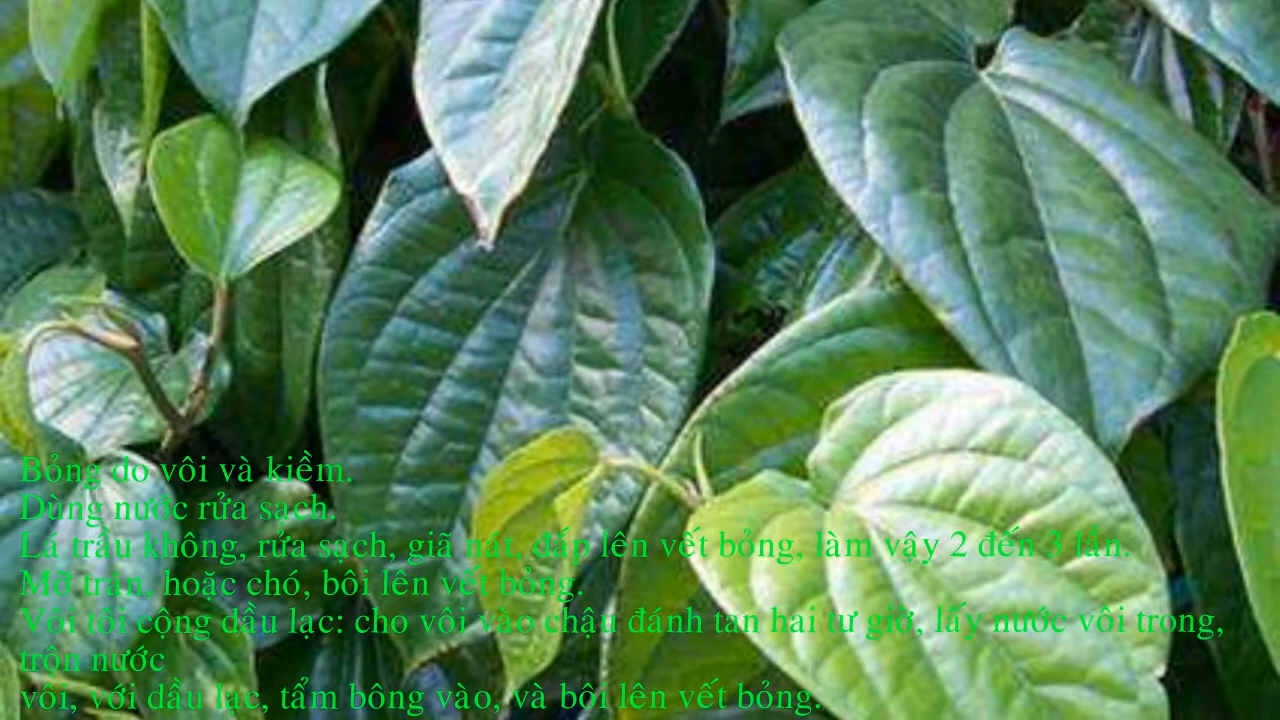 Bỏng do vôi và kiềm.
Dùng nước rửa sạch.
Lá trầu không, rửa sạch, giã nát, đắp lên vết bỏng, làm vậy 2 đến 3 lần.
Mỡ trăn, hoặc chó, bôi lên vết bỏng.
Vôi tôi cộng dầu lạc: cho vôi vào chậu đánh tan hai tư giờ, lấy nước vôi trong,
trộn nước
vôi, với dầu lạc, tẩm bông vào, và bôi lên vết bỏng.